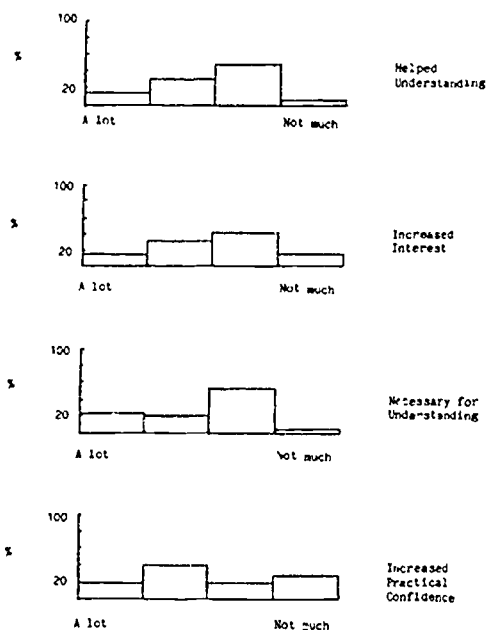 100
%
20
Helped
Understanding
A lot Not much
100
%
20
Increased
Interest
A lot Not much
100
%
20
Necessary for
Understanding
A lot Not much
100
%
20
Increased
Practical
Confidence
A lot Not much